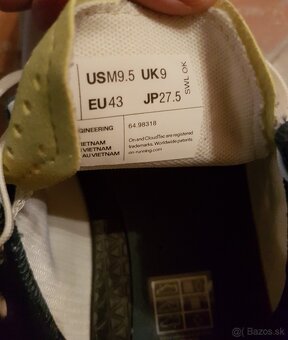 USM9.5 UK9
EU43 JP27.5
SWL OK
GINEERING
64.98318
IETNAM
VIETNAM
AU VIETNAM
On and CloudTec are registered
trademarks. Worldwide patents
on-running.com
Bazos.sk